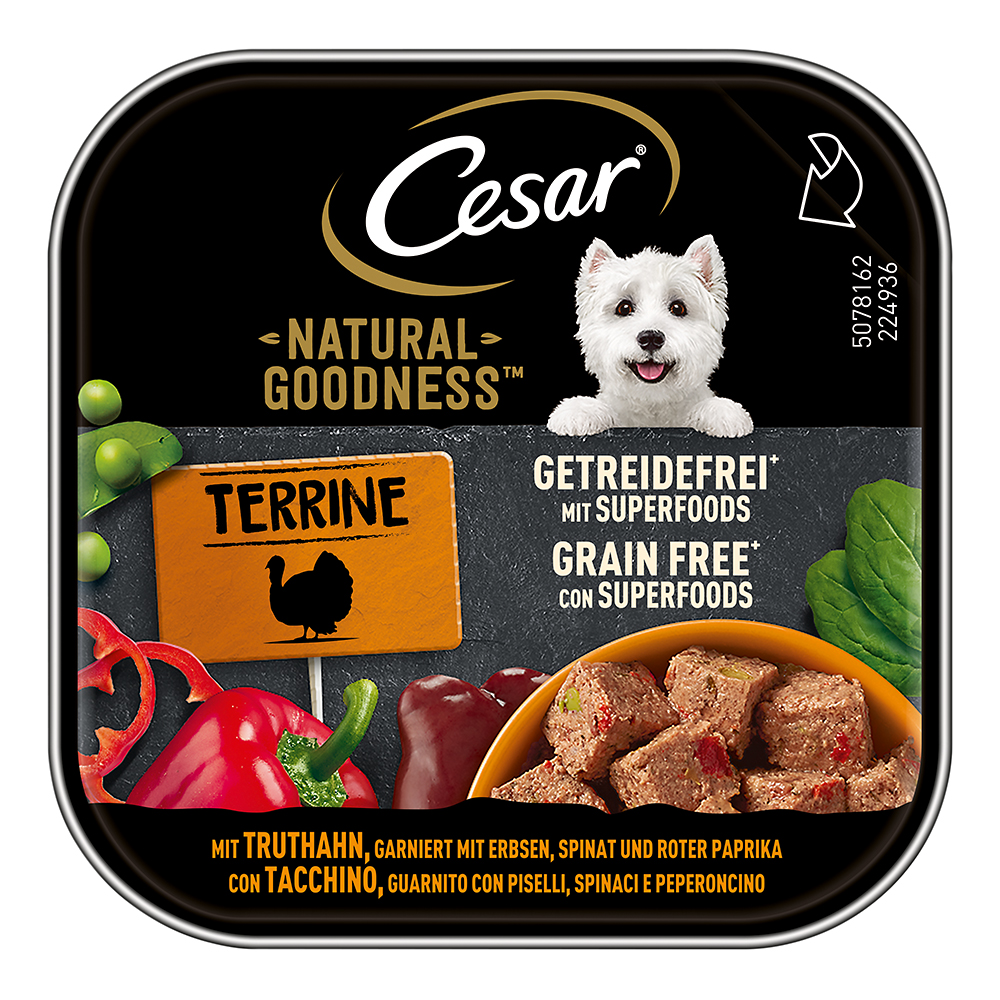 Cesar®
NATURAL
GOODNESS™
5078162
224936
TERRINE
GETREIDEFREI⁺
MIT SUPERFOODS
GRAIN FREE⁺
CON SUPERFOODS
MIT TRUTHAHN, GARNIERT MIT ERBSEN, SPINAT UND ROTER PAPRIKA
CON TACCHINO, GUARNITO CON PISELLI, SPINACI E PEPERONCINO